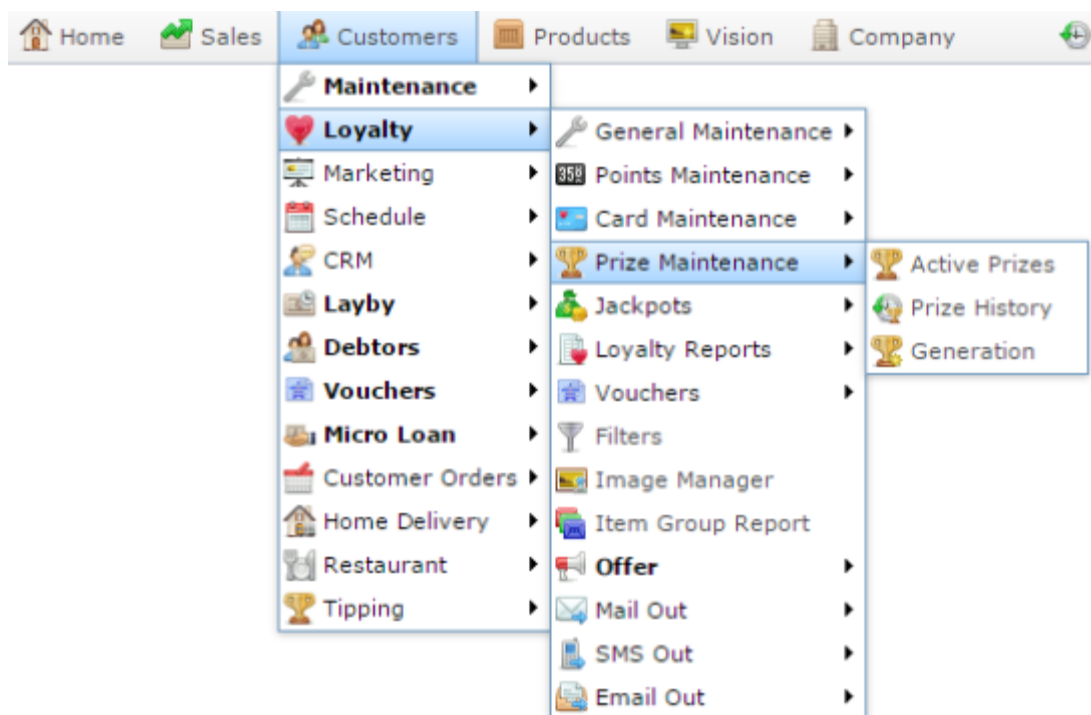 Home Sales Customers Products Vision Company
Maintenance
Loyalty
Marketing
Schedule
CRM
Layby
Debtors
Vouchers
Micro Loan
Customer Orders
Home Delivery
Restaurant
Tipping
General Maintenance
Points Maintenance
Card Maintenance
Prize Maintenance
Jackpots
Loyalty Reports
Vouchers
Filters
Image Manager
Item Group Report
Offer
Mail Out
SMS Out
Email Out
Active Prizes
Prize History
Generation